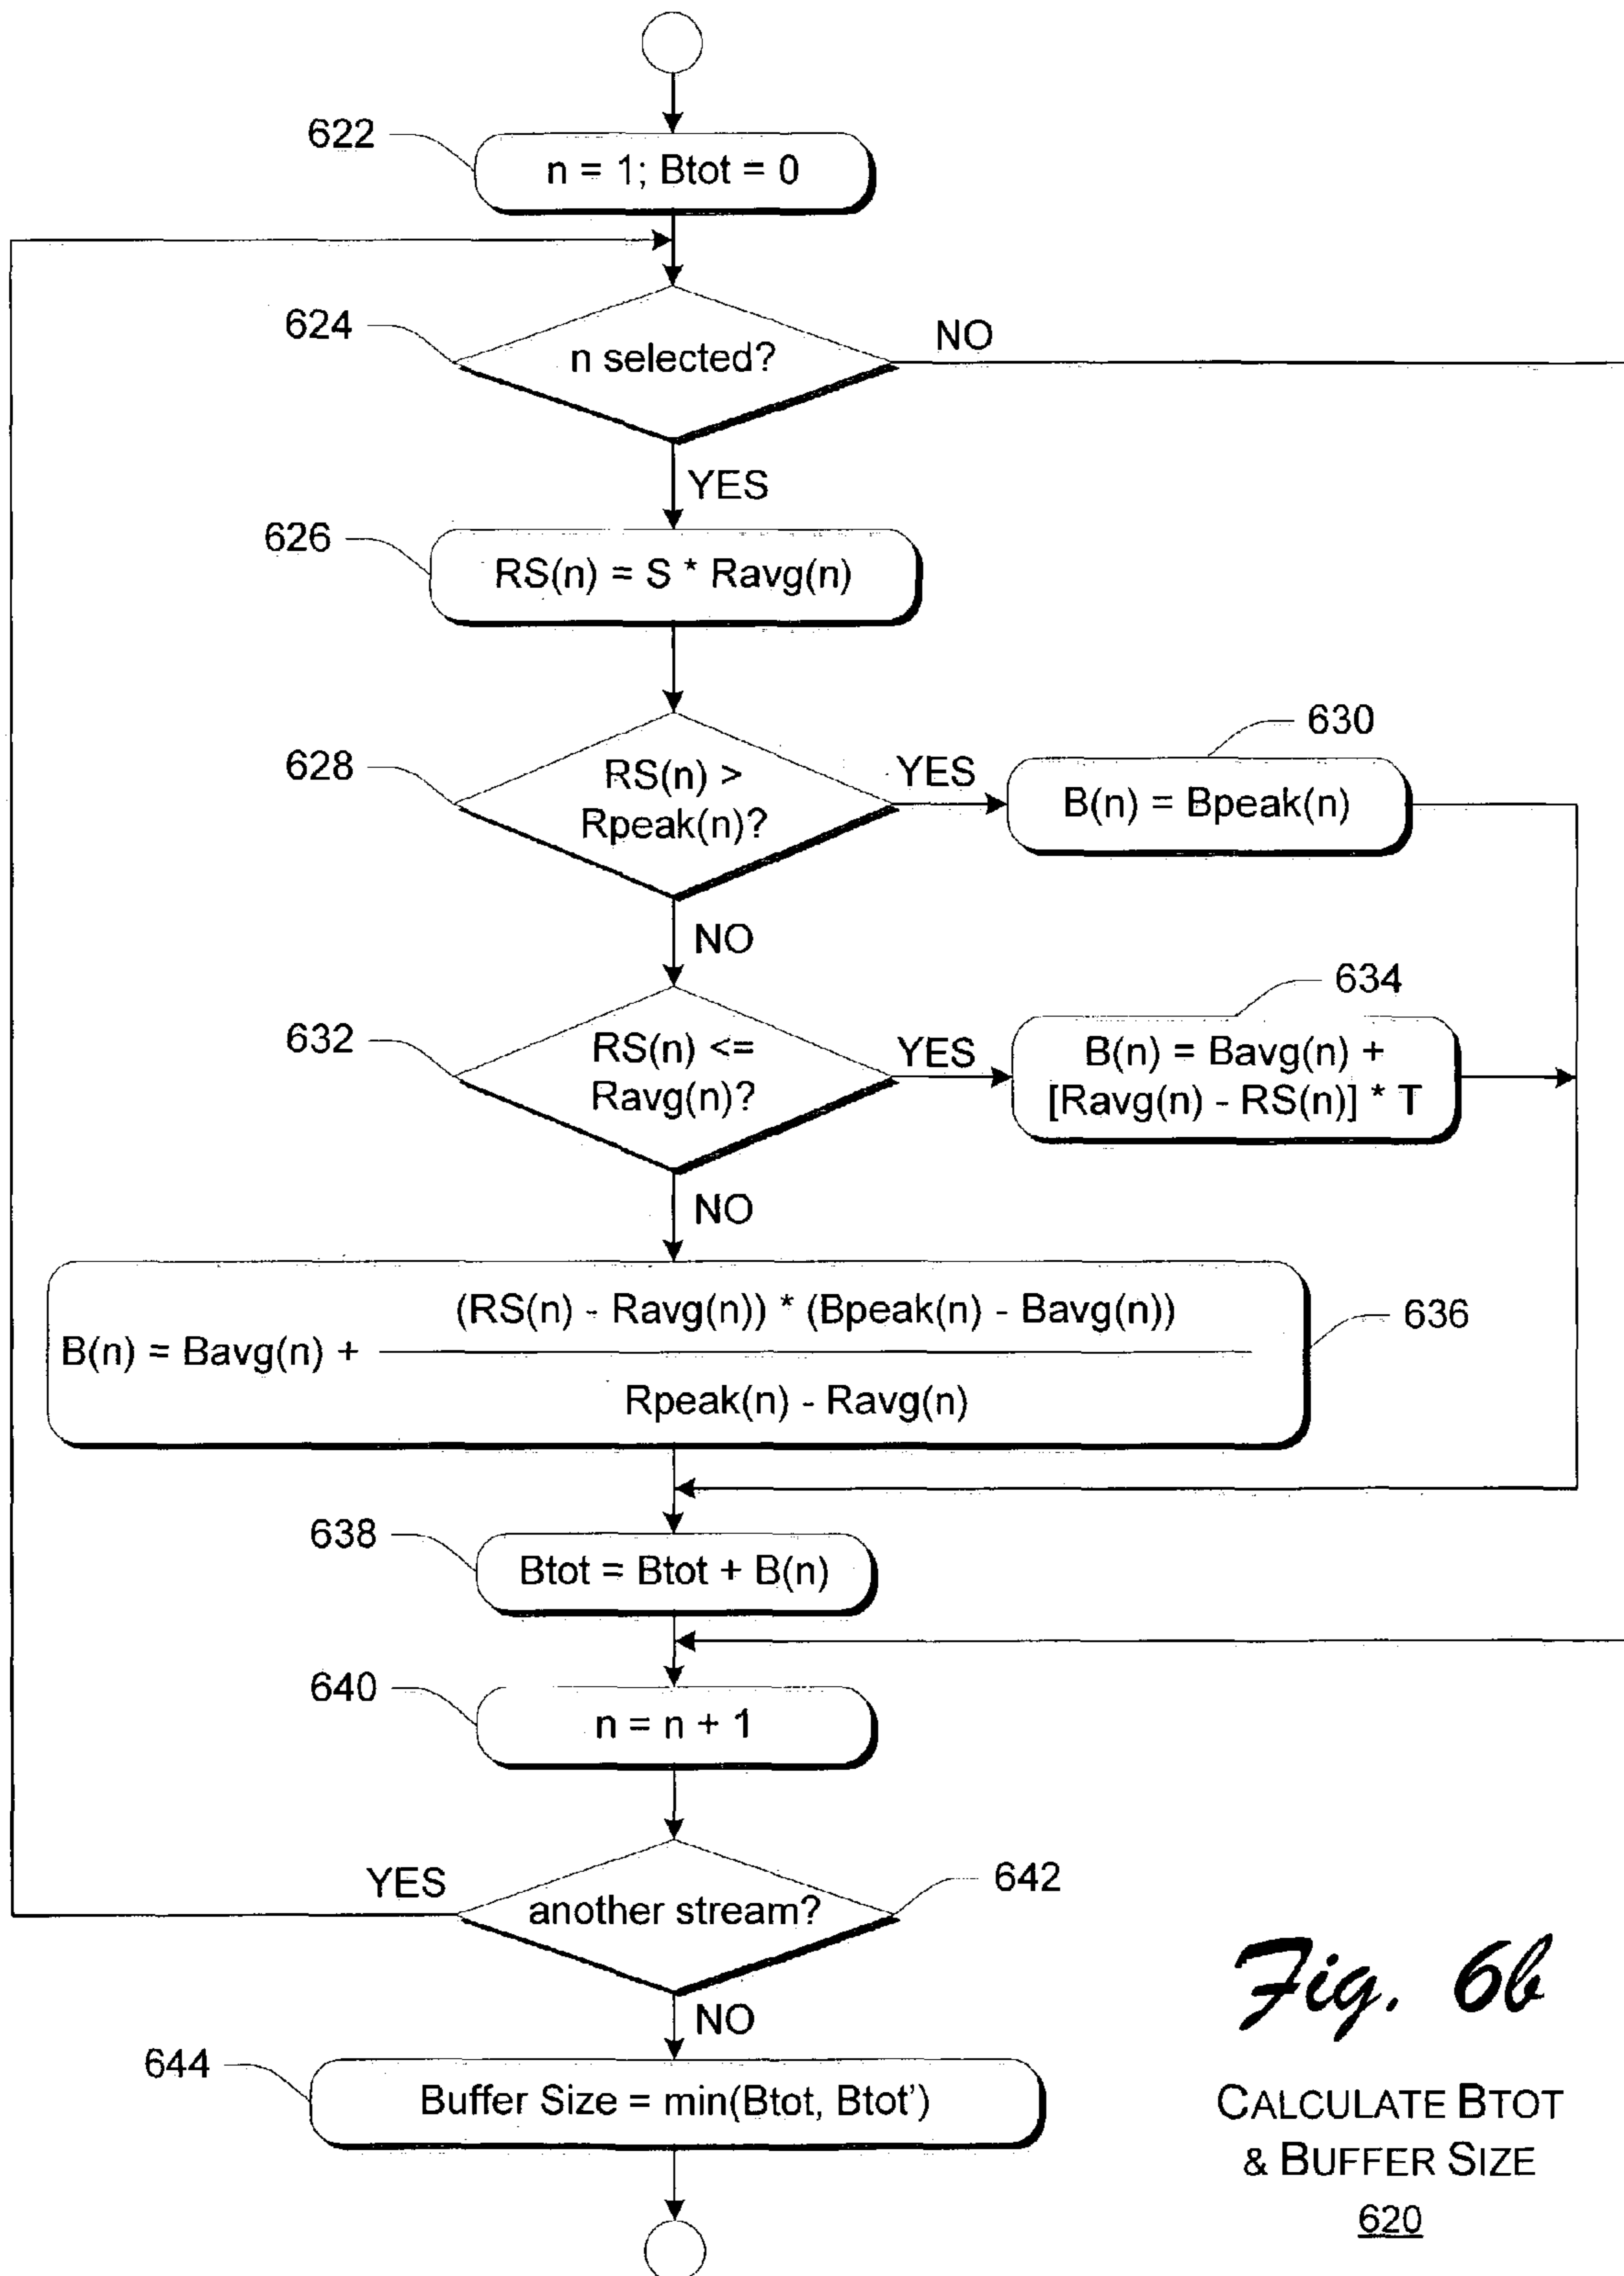 622
n = 1; Btot = 0
624
n selected?
NO
YES
626
RS(n) = S * Ravg(n)
628
RS(n) >
Rpeak(n)?
YES
630
B(n) = Bpeak(n)
NO
632
RS(n) <=
Ravg(n)?
YES
634
B(n) = Bavg(n) +
[Ravg(n) - RS(n)] * T
NO
(RS(n) - Ravg(n)) * (Bpeak(n) - Bavg(n))
B(n) = Bavg(n) +
Rpeak(n) - Ravg(n)
636
638
Btot = Btot + B(n)
640
n = n + 1
YES
another stream?
642
NO
644
Buffer Size = min(Btot, Btot')
Fig. 6b
CALCULATE BTOT
& BUFFER SIZE
620